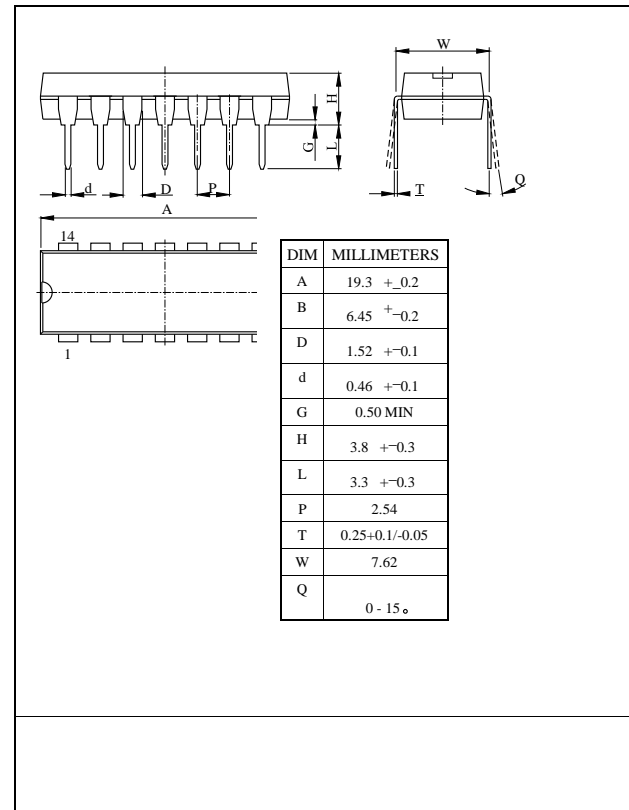 W
H
G
L
d
D
P
T
Q
A
14
1
DIM MILLIMETERS
A 19.3 +_0.2
B 6.45 +−0.2
D 1.52 +−0.1
d 0.46 +−0.1
G 0.50 MIN
H 3.8 +−0.3
L 3.3 +−0.3
P 2.54
T 0.25+0.1/-0.05
W 7.62
Q 0 - 15°